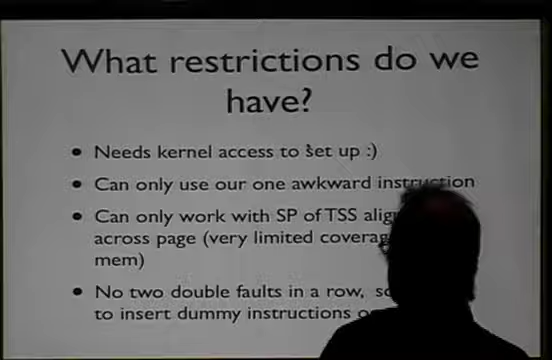 What restrictions do we
have?
• Needs kernel access to set up :)
• Can only use our one awkward instruction
• Can only work with SP of TSS
across page (very limited
mem)
• No two double faults in a row,
to insert dummy instructions